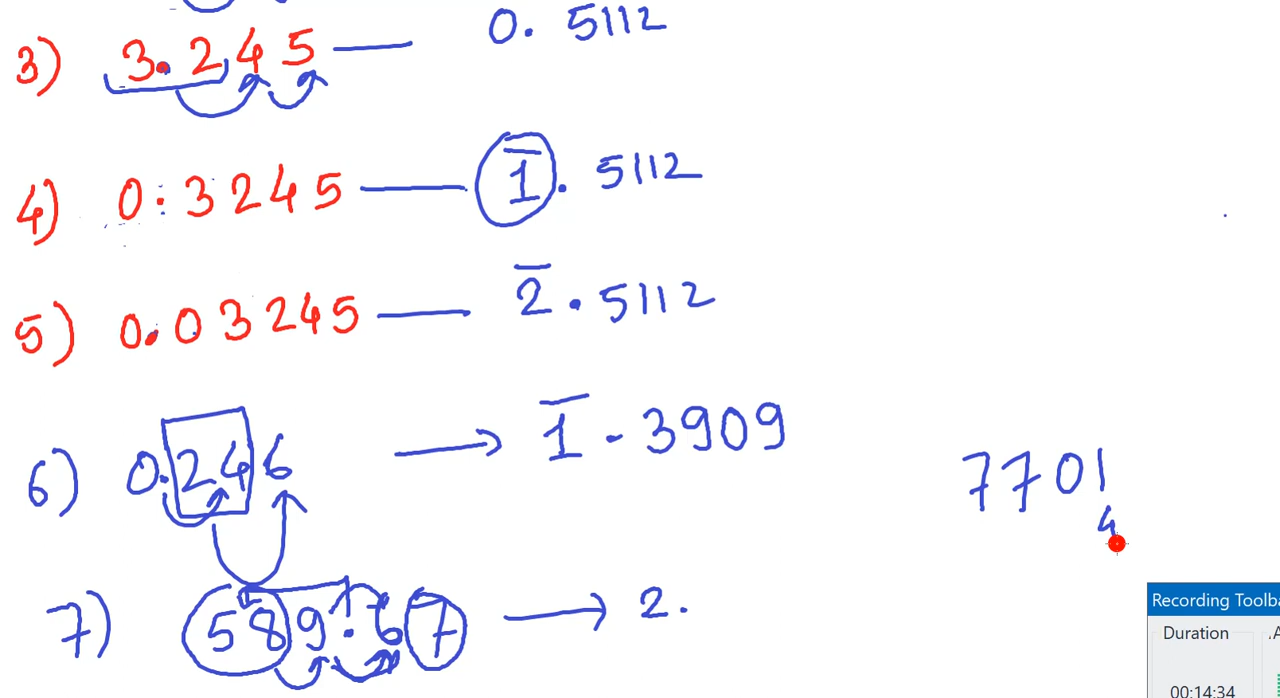 3) 3.245 — 0.5112
4) 0.3245 — 1̅.5112
5) 0.03245 — 2̅.5112
6) 0.246 → 1̅.3909
7701
4
7) 589.67 → 2.
Recording Toolba
Duration
00:14:34